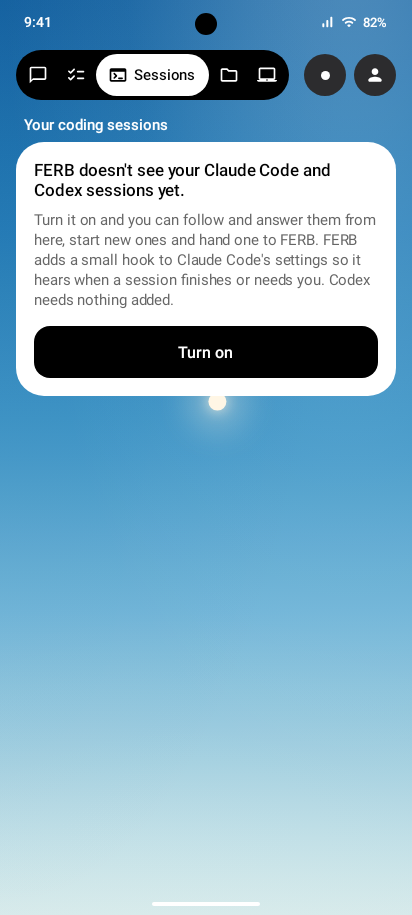 9:41
82%
Sessions
Your coding sessions
FERB doesn't see your Claude Code and
Codex sessions yet.
Turn it on and you can follow and answer them from
here, start new ones and hand one to FERB. FERB
adds a small hook to Claude Code's settings so it
hears when a session finishes or needs you. Codex
needs nothing added.
Turn on